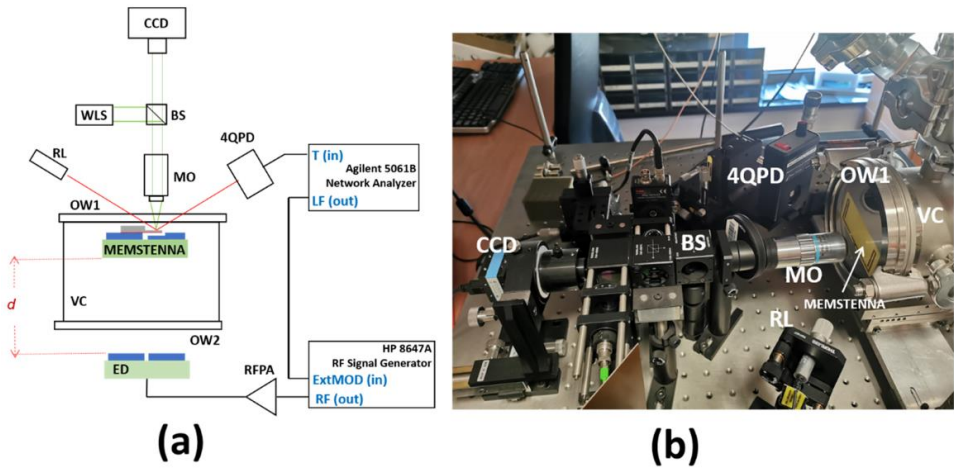 CCD
WLS
BS
4QPD
RL
MO
T (in)
Agilent 5061B
Network Analyzer
LF (out)
OW1
MEMSTENNA
d
VC
OW2
ED
RFPA
HP 8647A
RF Signal Generator
ExtMOD (in)
RF (out)
(a)
4QPD
OW1
VC
CCD
BS
MO
MEMSTENNA
RL
(b)